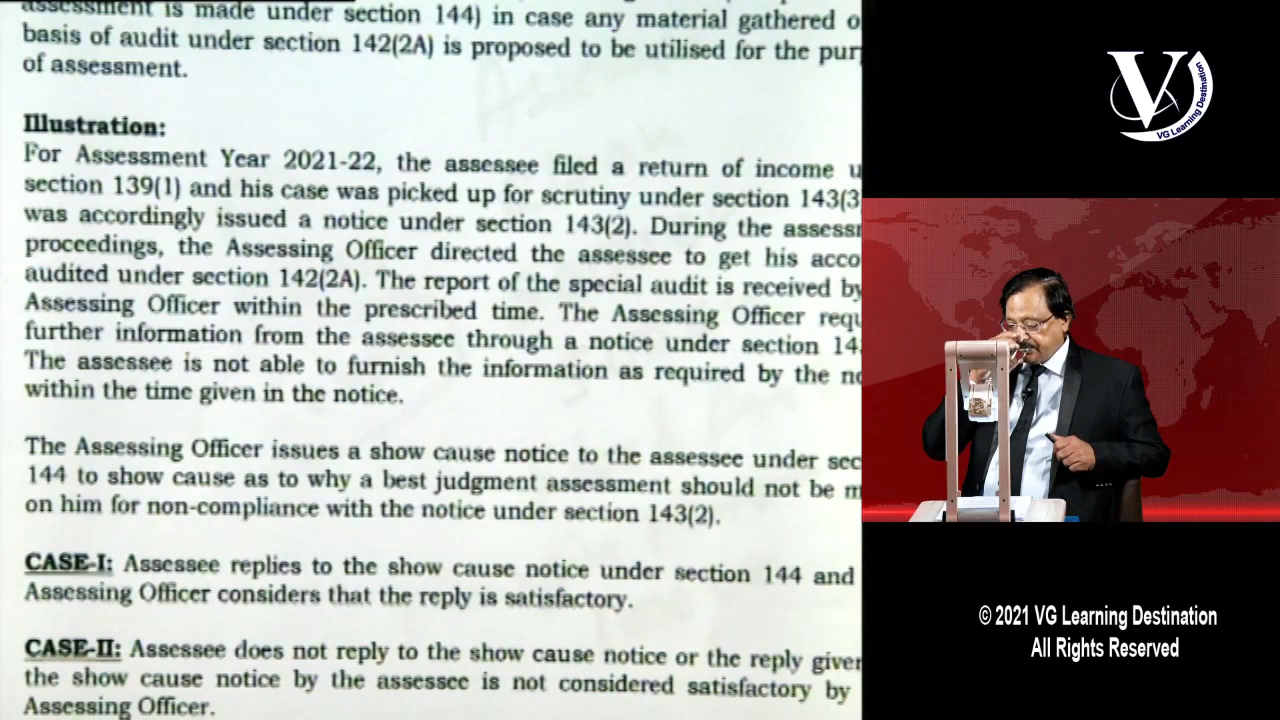 assessment is made under section 144) in case any material gathered o
basis of audit under section 142(2A) is proposed to be utilised for the pur
of assessment.
Illustration:
For Assessment Year 2021-22, the assessee filed a return of income u
section 139(1) and his case was picked up for scrutiny under section 143(3
was accordingly issued a notice under section 143(2). During the assess
proceedings, the Assessing Officer directed the assessee to get his acco
audited under section 142(2A). The report of the special audit is received by
Assessing Officer within the prescribed time. The Assessing Officer requ
further information from the assessee through a notice under section 14
The assessee is not able to furnish the information as required by the no
within the time given in the notice.
The Assessing Officer issues a show cause notice to the assessee under sec
144 to show cause as to why a best judgment assessment should not be m
on him for non-compliance with the notice under section 143(2).
CASE-I: Assessee replies to the show cause notice under section 144 and
Assessing Officer considers that the reply is satisfactory.
CASE-II: Assessee does not reply to the show cause notice or the reply given
the show cause notice by the assessee is not considered satisfactory by
Assessing Officer.
V
VG Learning Destination
© 2021 VG Learning Destination
All Rights Reserved